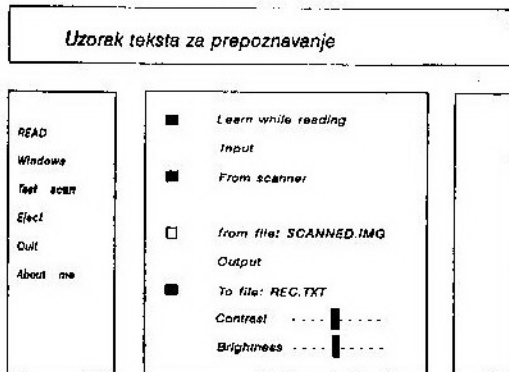 Uzorak teksta za prepoznavanje
READ
Windows
Test scan
Eject
Quit
About me
Learn while reading
Input
From scanner
from file: SCANNED.IMG
Output
To file: REC.TXT
Contrast
Brightness